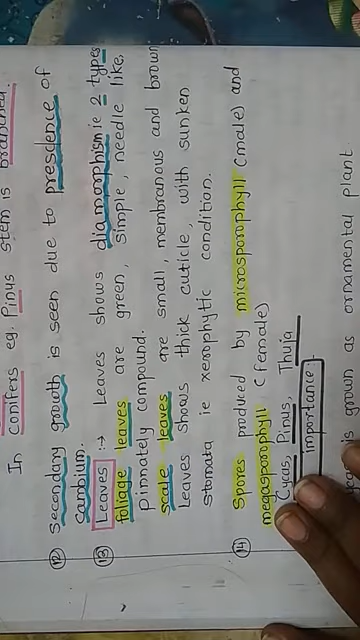 In conifers eg. Pinus stem is branched.
⑫ secondary growth is seen due to prescence of
cambium.
⑬ Leaves :→ Leaves shows diamorphism ie 2 types
foliage leaves are green, simple, needle like,
Pinnately compound.
scale leaves are small, membranous and brown
Leaves shows thick cuticle, with sunken
stomata ie xerophytic condition.
⑭ Spores produced by microsporophyll (male) and
megasporophyll (female)
Cycas, Pinus, Thuja
importance
is grown as ornamental plant.